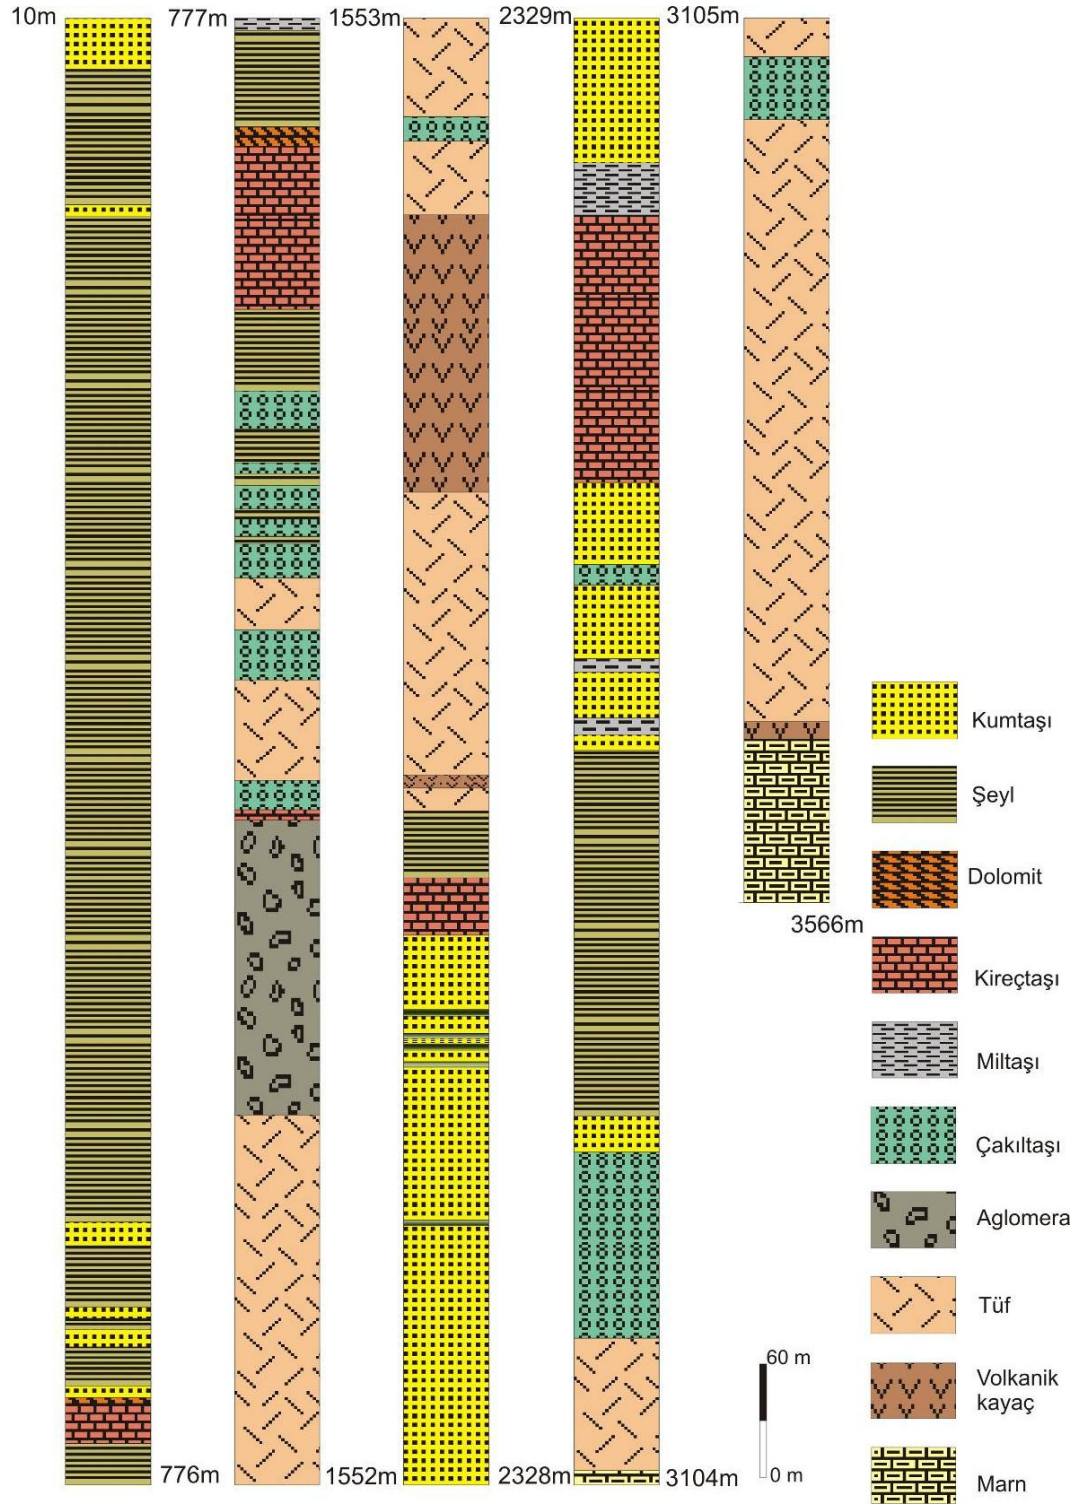 10m
777m
1553m
2329m
3105m
Kumtaşı
Şeyl
Dolomit
3566m
Kireçtaşı
Miltaşı
Çakıltaşı
Aglomera
Tüf
60 m
Volkanik
kayaç
776m
1552m
2328m
3104m
0 m
Marn